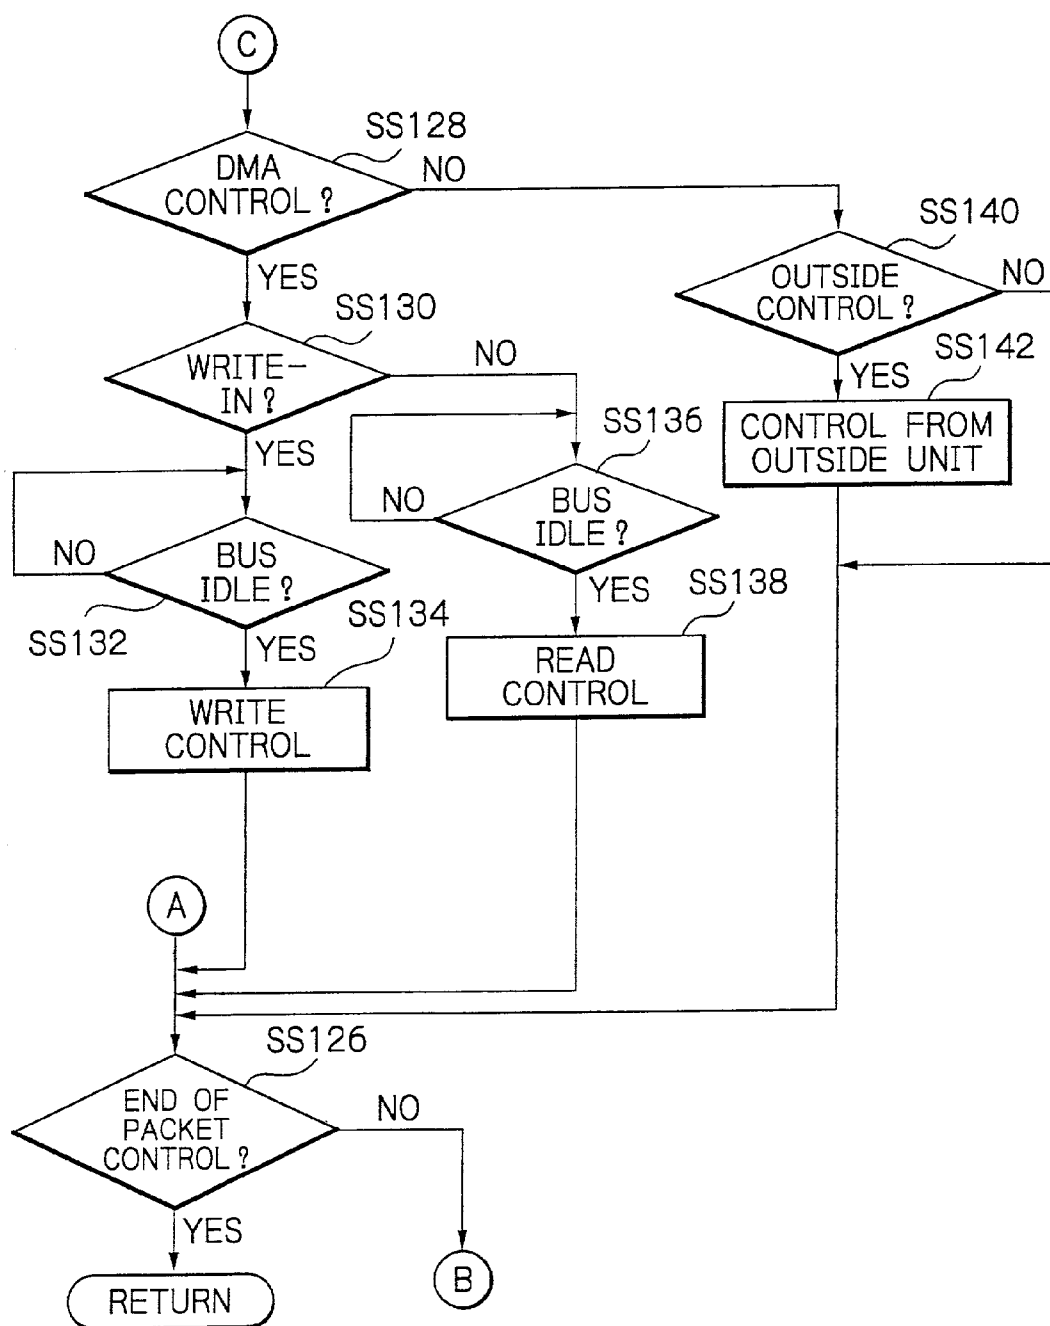 C
SS128
DMA
CONTROL?
NO
YES
SS140
OUTSIDE
CONTROL?
NO
YES
SS130
WRITE-
IN?
NO
YES
SS142
CONTROL FROM
OUTSIDE UNIT
SS136
BUS
IDLE?
NO
YES
BUS
IDLE?
NO
SS132
YES
SS134
WRITE
CONTROL
SS138
READ
CONTROL
A
SS126
END OF
PACKET
CONTROL?
NO
YES
B
RETURN